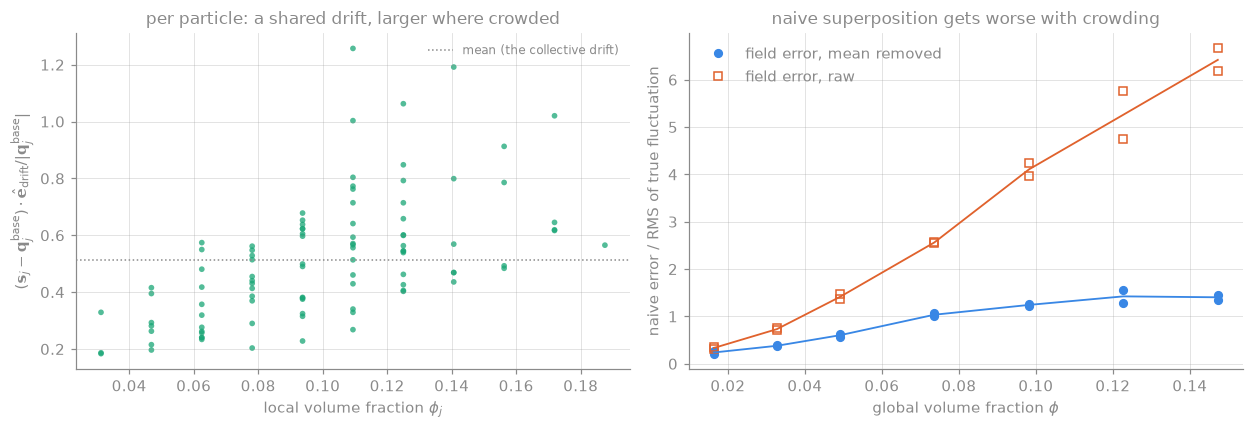 per particle: a shared drift, larger where crowded
mean (the collective drift)
(s_j − q_j^base) · ê_drift/|q_j^base|
1.2
1.0
0.8
0.6
0.4
0.2
0.04 0.06 0.08 0.10 0.12 0.14 0.16 0.18
local volume fraction ϕ_j
naive superposition gets worse with crowding
field error, mean removed
field error, raw
naive error / RMS of true fluctuation
6
5
4
3
2
1
0
0.02 0.04 0.06 0.08 0.10 0.12 0.14
global volume fraction ϕ